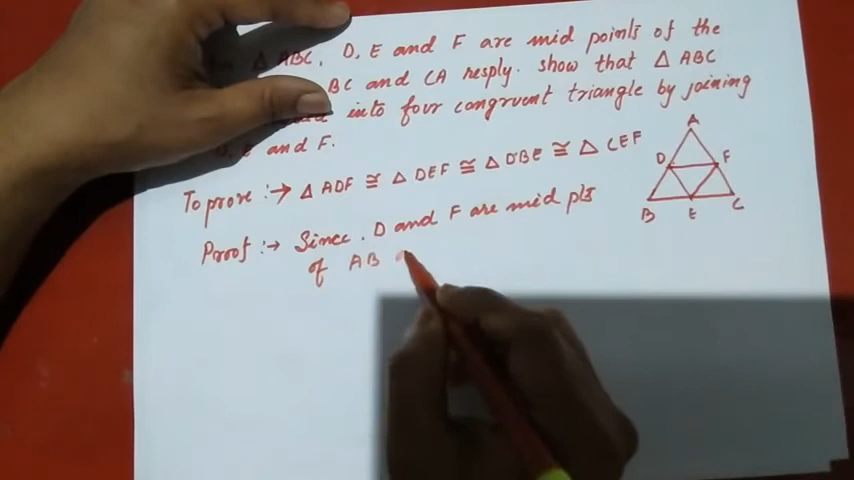 △ ABC, D, E and F are mid points of the
BC and CA resply. show that △ ABC
into four congruent triangle by joining
E and F.
To prove :→ △ ADF ≅ △ DEF ≅ △ DBE ≅ △ CEF
Proof :→ Since . D and F are mid pts
of AB
A
D
F
B
E
C